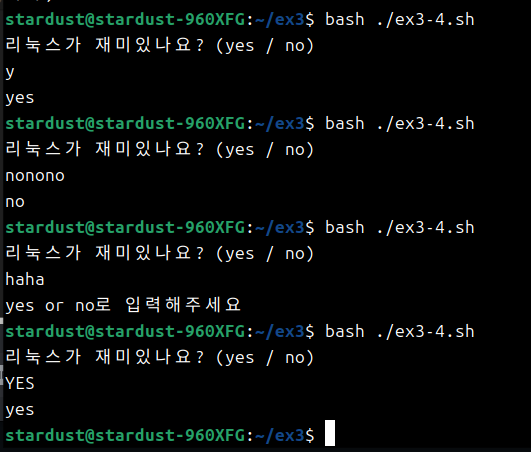 stardust@stardust-960XFG:~/ex3$ bash ./ex3-4.sh
리눅스가 재미있나요? (yes / no)
y
yes
stardust@stardust-960XFG:~/ex3$ bash ./ex3-4.sh
리눅스가 재미있나요? (yes / no)
nonono
no
stardust@stardust-960XFG:~/ex3$ bash ./ex3-4.sh
리눅스가 재미있나요? (yes / no)
haha
yes or no로 입력해주세요
stardust@stardust-960XFG:~/ex3$ bash ./ex3-4.sh
리눅스가 재미있나요? (yes / no)
YES
yes
stardust@stardust-960XFG:~/ex3$